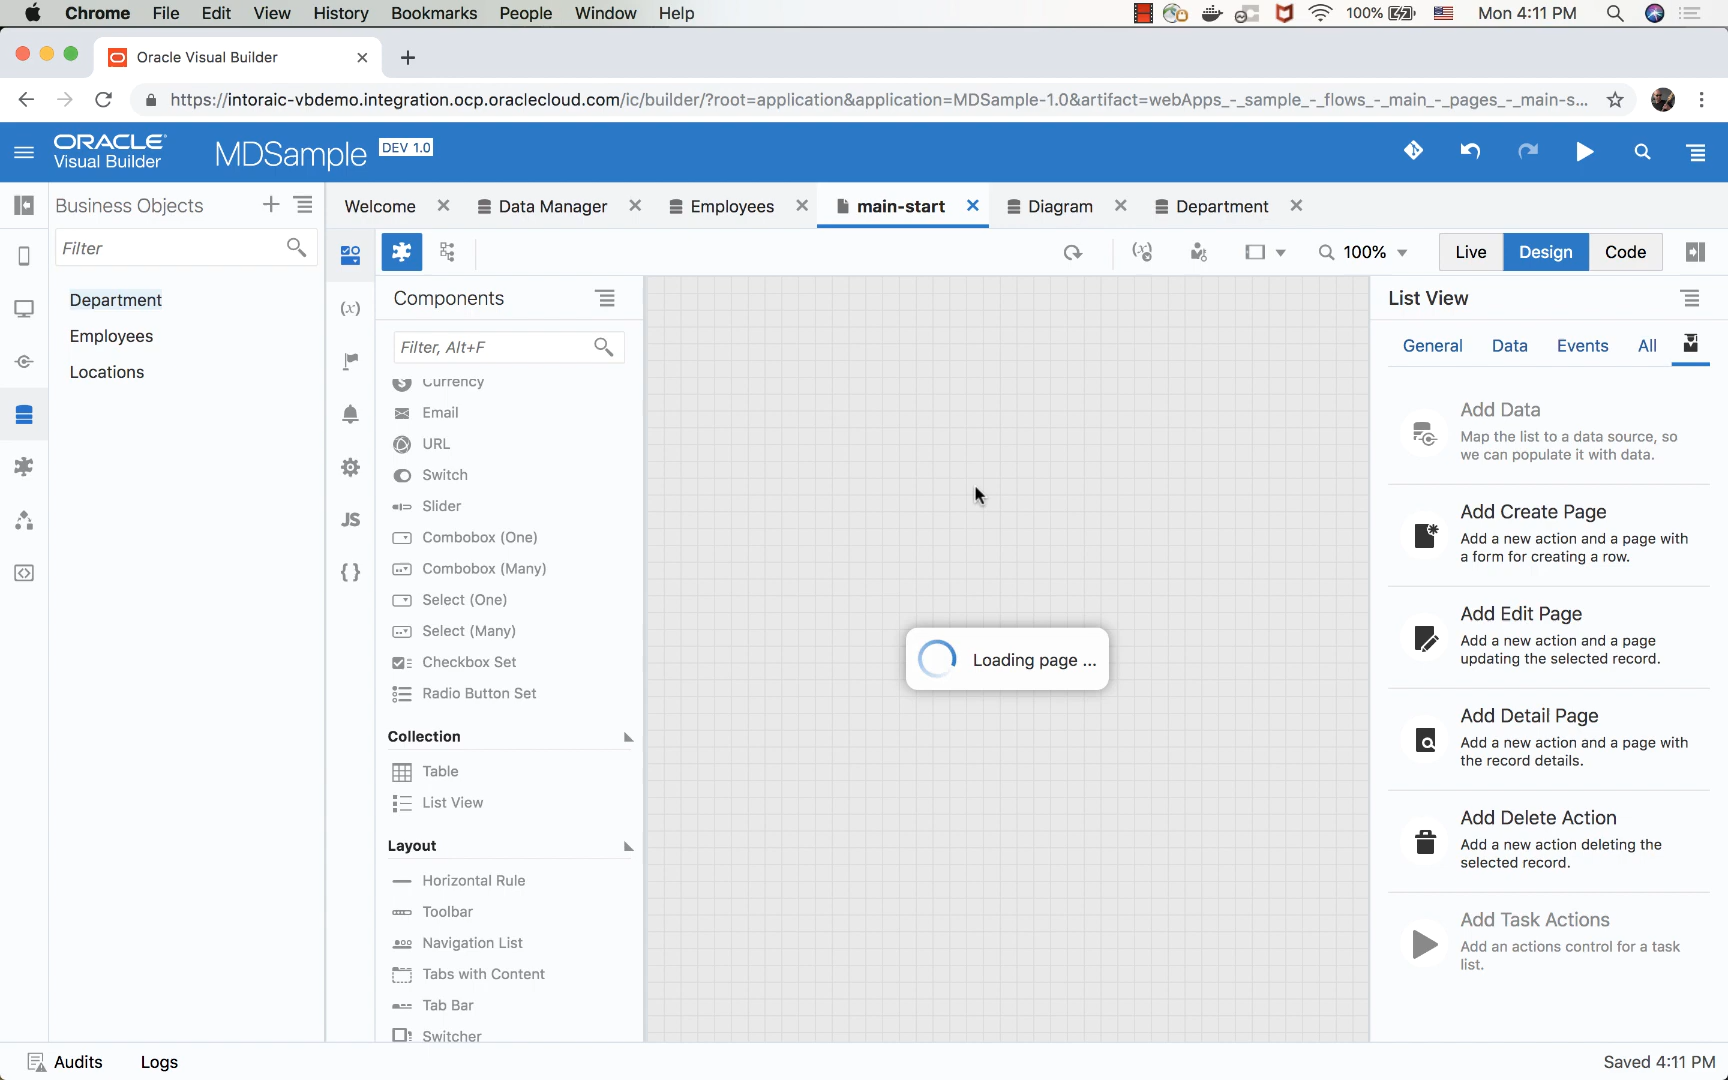 Chrome File Edit View History Bookmarks People Window Help 100% Mon 4:11 PM
Oracle Visual Builder
https://intoraic-vbdemo.integration.ocp.oraclecloud.com/ic/builder/?root=application&application=MDSample-1.0&artifact=webApps_-_sample_-_flows_-_main_-_pages_-_main-s...
ORACLE
Visual Builder
MDSample DEV 1.0
Business Objects
Welcome Data Manager Employees main-start Diagram Department
Filter
100% Live Design Code
Department
Employees
Locations
(x)
JS
{ }
Components
Filter, Alt+F
Currency
Email
URL
Switch
Slider
Combobox (One)
Combobox (Many)
Select (One)
Select (Many)
Checkbox Set
Radio Button Set
Collection
Table
List View
Layout
Horizontal Rule
Toolbar
Navigation List
Tabs with Content
Tab Bar
Switcher
Loading page ...
List View
General Data Events All
Add Data
Map the list to a data source, so
we can populate it with data.
Add Create Page
Add a new action and a page with
a form for creating a row.
Add Edit Page
Add a new action and a page
updating the selected record.
Add Detail Page
Add a new action and a page with
the record details.
Add Delete Action
Add a new action deleting the
selected record.
Add Task Actions
Add an actions control for a task
list.
Audits Logs Saved 4:11 PM